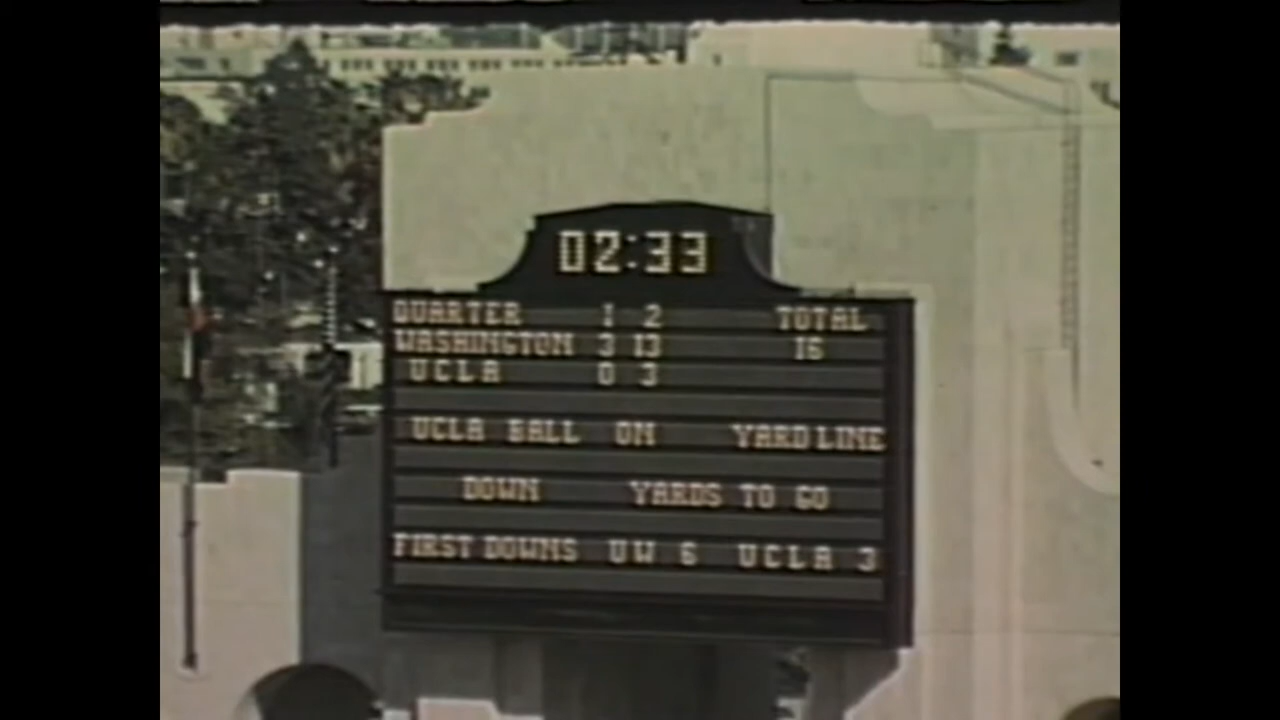 02:33
QUARTER 1 2 TOTAL
WASHINGTON 3 13 16
UCLA 0 3
UCLA BALL ON YARD LINE
DOWN YARDS TO GO
FIRST DOWNS UW 6 UCLA 3